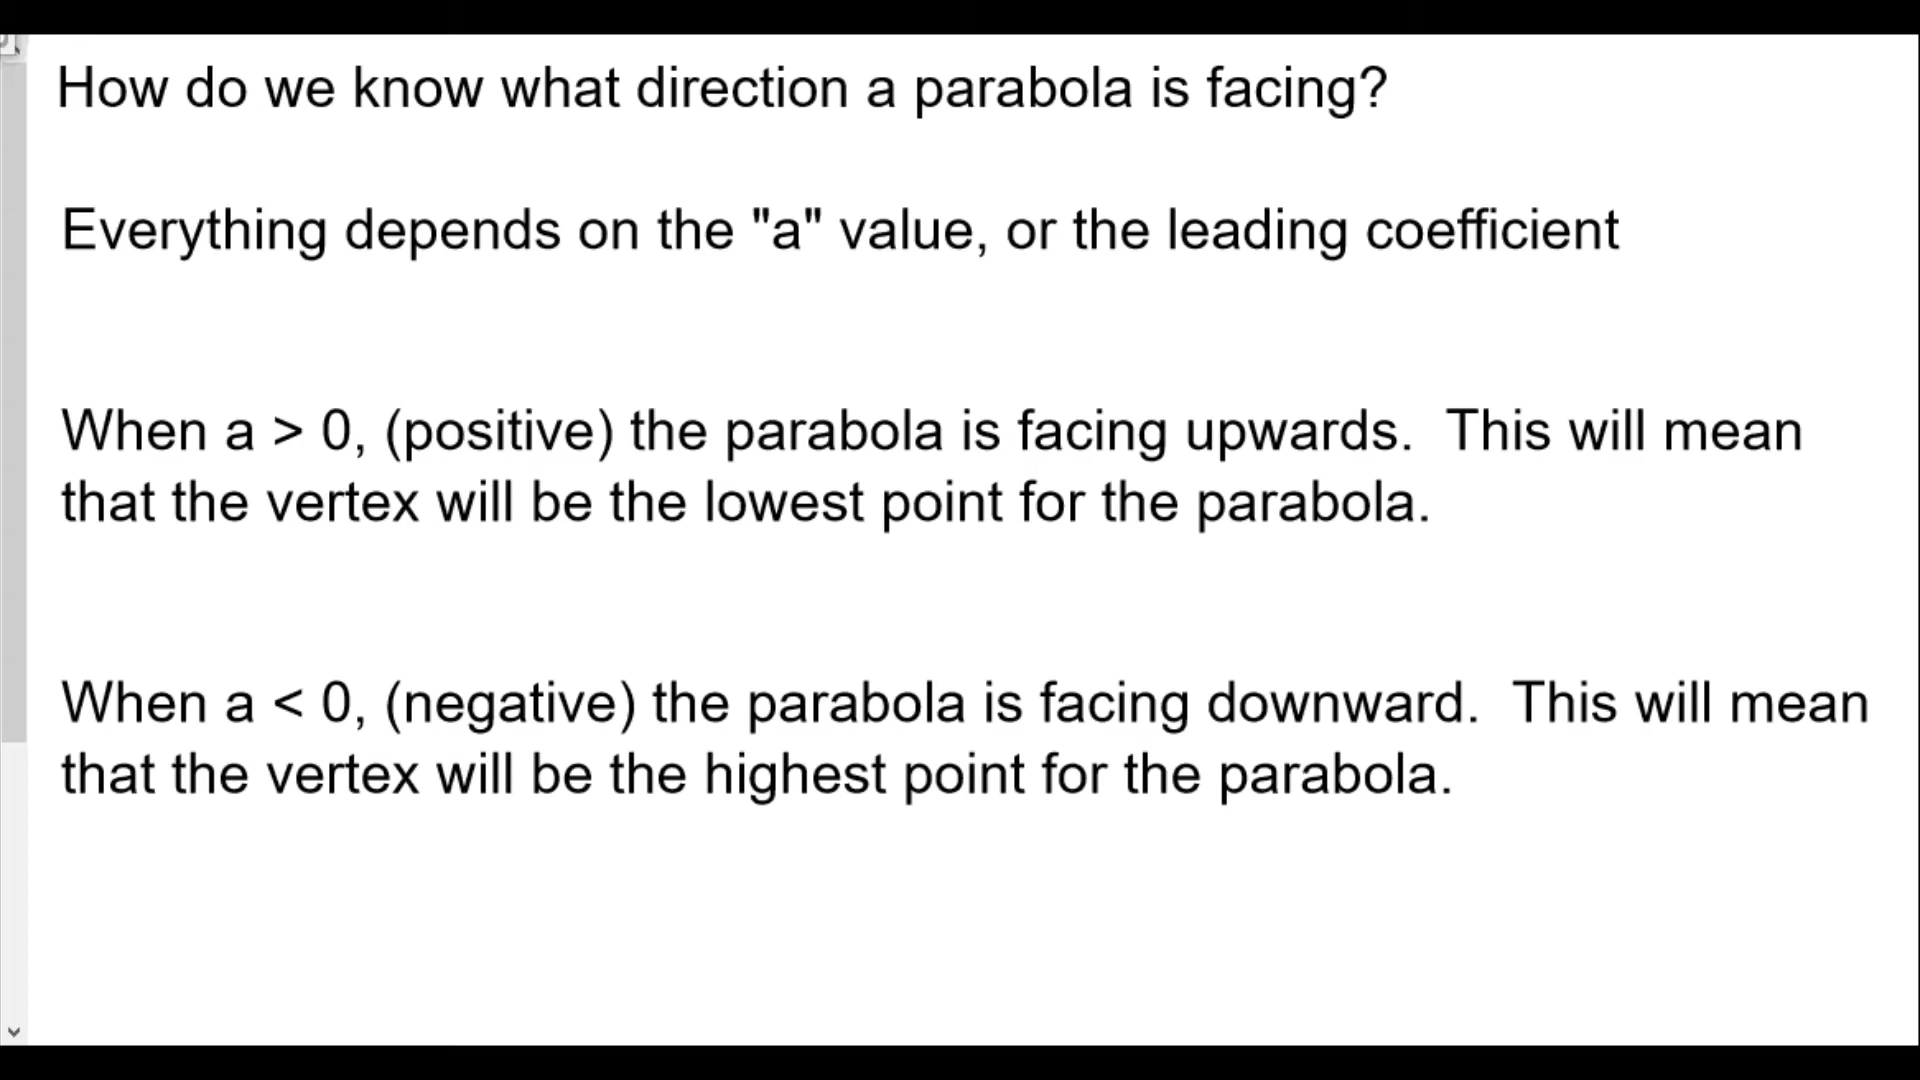 How do we know what direction a parabola is facing?
Everything depends on the "a" value, or the leading coefficient
When a > 0, (positive) the parabola is facing upwards.  This will mean
that the vertex will be the lowest point for the parabola.
When a < 0, (negative) the parabola is facing downward.  This will mean
that the vertex will be the highest point for the parabola.